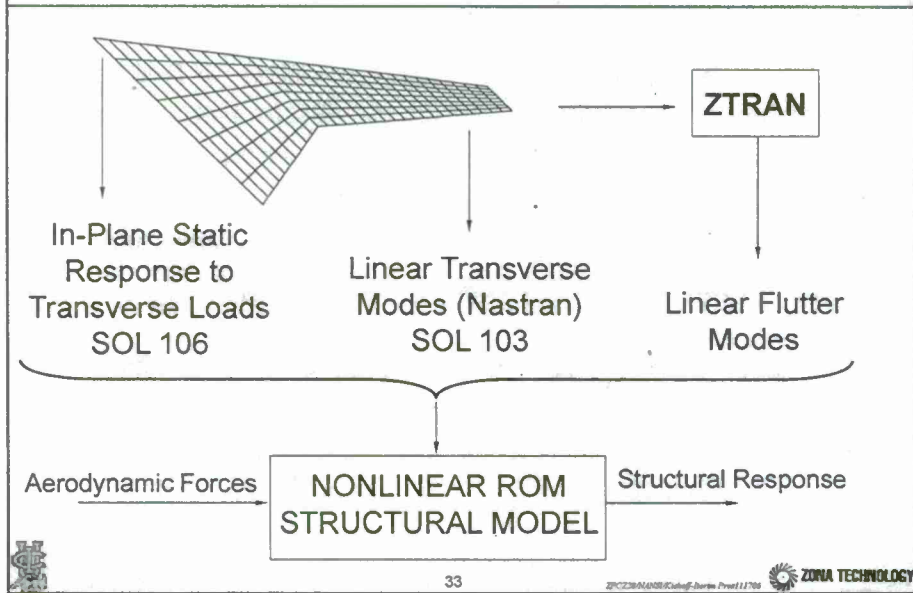 ZTRAN
In-Plane Static
Response to
Transverse Loads
SOL 106
Linear Transverse
Modes (Nastran)
SOL 103
Linear Flutter
Modes
Aerodynamic Forces
NONLINEAR ROM
STRUCTURAL MODEL
Structural Response
33
ZONA TECHNOLOGY